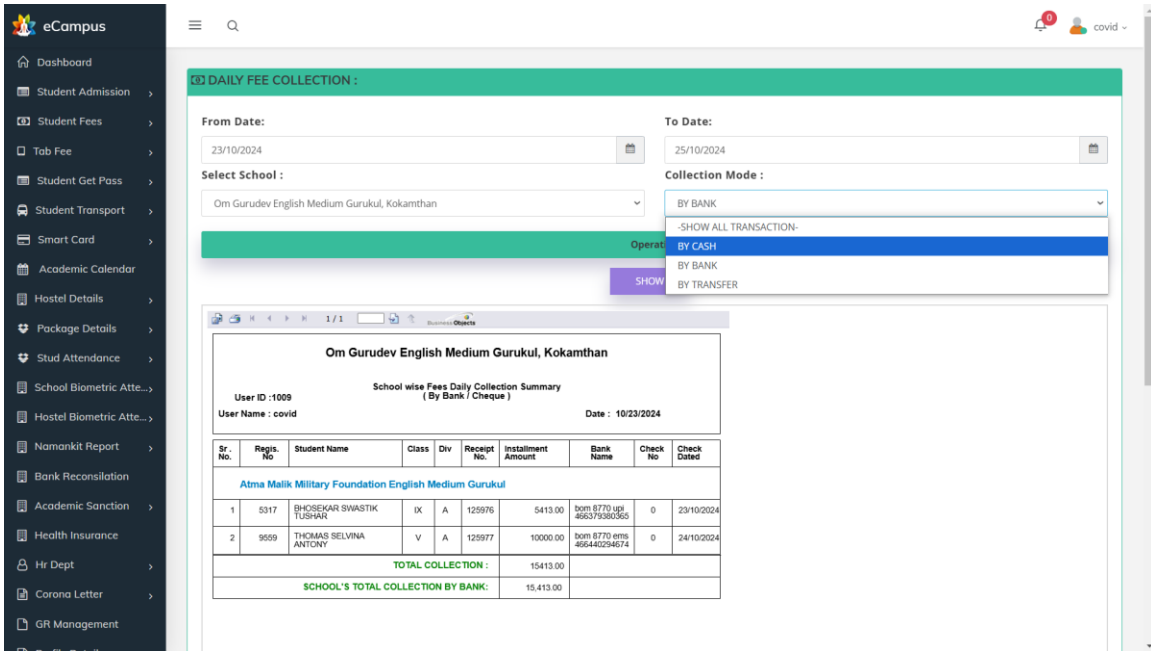 eCampus
0
covid
Dashboard
Student Admission
Student Fees
Tab Fee
Student Get Pass
Student Transport
Smart Card
Academic Calendar
Hostel Details
Package Details
Stud Attendance
School Biometric Atte...
Hostel Biometric Atte...
Namankit Report
Bank Reconsilation
Academic Sanction
Health Insurance
Hr Dept
Corona Letter
GR Management
DAILY FEE COLLECTION :
From Date:
To Date:
23/10/2024
25/10/2024
Select School :
Collection Mode :
Om Gurudev English Medium Gurukul, Kokamthan
BY BANK
-SHOW ALL TRANSACTION-
BY CASH
BY BANK
BY TRANSFER
Operati
SHOW
1 / 1
Business Objects
Om Gurudev English Medium Gurukul, Kokamthan
School wise Fees Daily Collection Summary
( By Bank / Cheque )
User ID :1009
User Name : covid
Date : 10/23/2024
Sr. No. Regis. No Student Name Class Div Receipt No. Installment Amount Bank Name Check No Check Dated
Atma Malik Military Foundation English Medium Gurukul
1 5317 BHOSEKAR SWASTIK TUSHAR IX A 125976 5413.00 bom 8770 upi 466379380365 0 23/10/2024
2 9559 THOMAS SELVINA ANTONY V A 125977 10000.00 bom 8770 ems 466440294674 0 24/10/2024
TOTAL COLLECTION : 15413.00
SCHOOL'S TOTAL COLLECTION BY BANK: 15,413.00